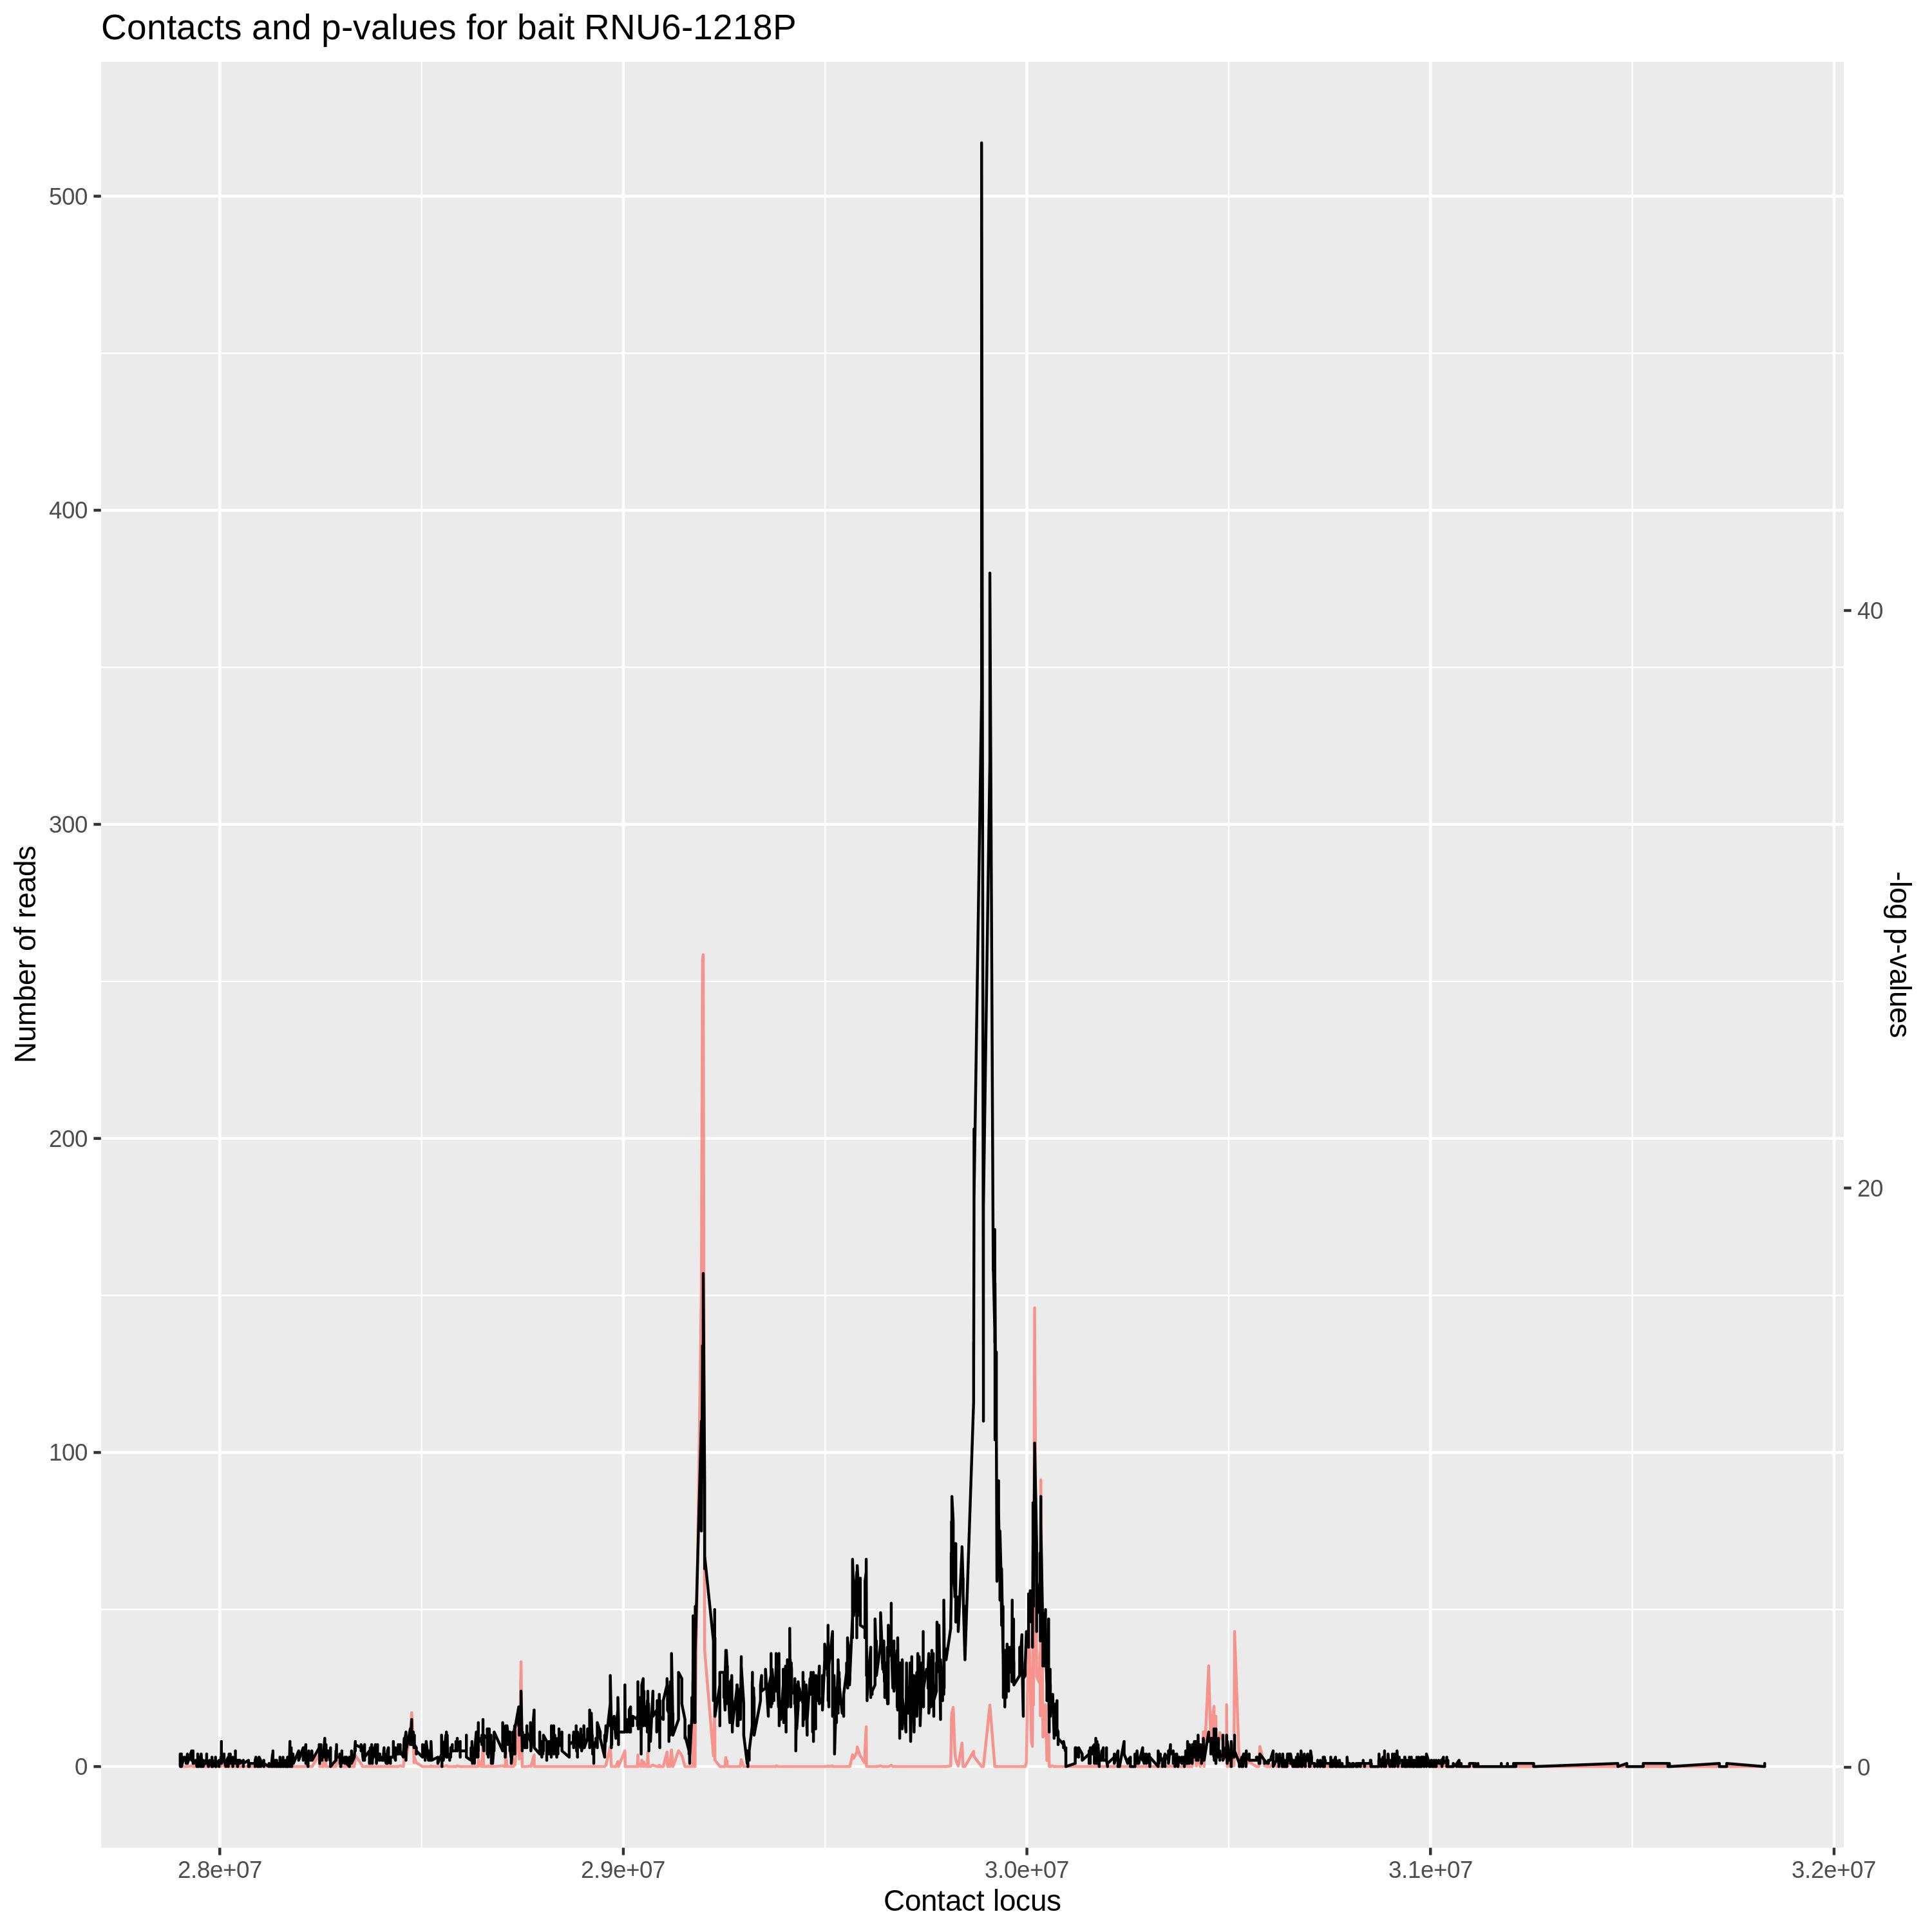 Contacts and p-values for bait RNU6-1218P
Number of reads
500
400
300
200
100
0
40
20
0
-log p-values
2.8e+07 2.9e+07 3.0e+07 3.1e+07 3.2e+07
Contact locus